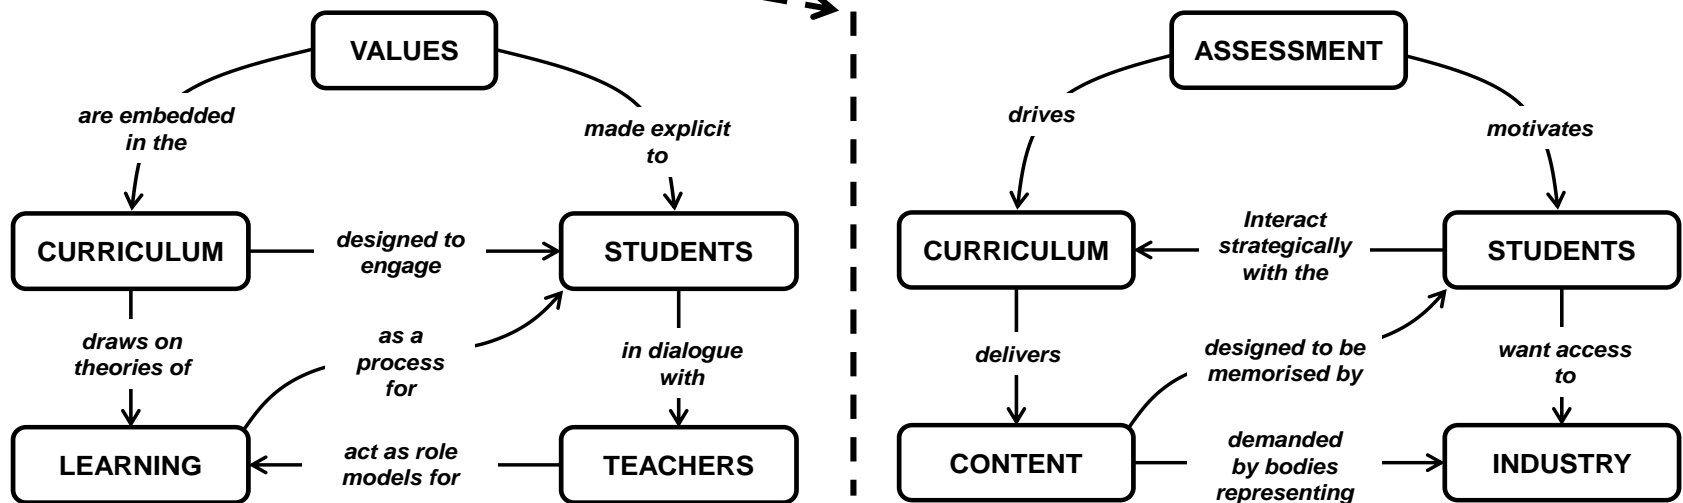 VALUES
are embedded
in the
made explicit
to
CURRICULUM
designed to
engage
STUDENTS
draws on
theories of
as a
process
for
in dialogue
with
LEARNING
act as role
models for
TEACHERS
ASSESSMENT
drives
motivates
CURRICULUM
Interact
strategically
with the
STUDENTS
delivers
designed to be
memorised by
want access
to
CONTENT
demanded
by bodies
representing
INDUSTRY